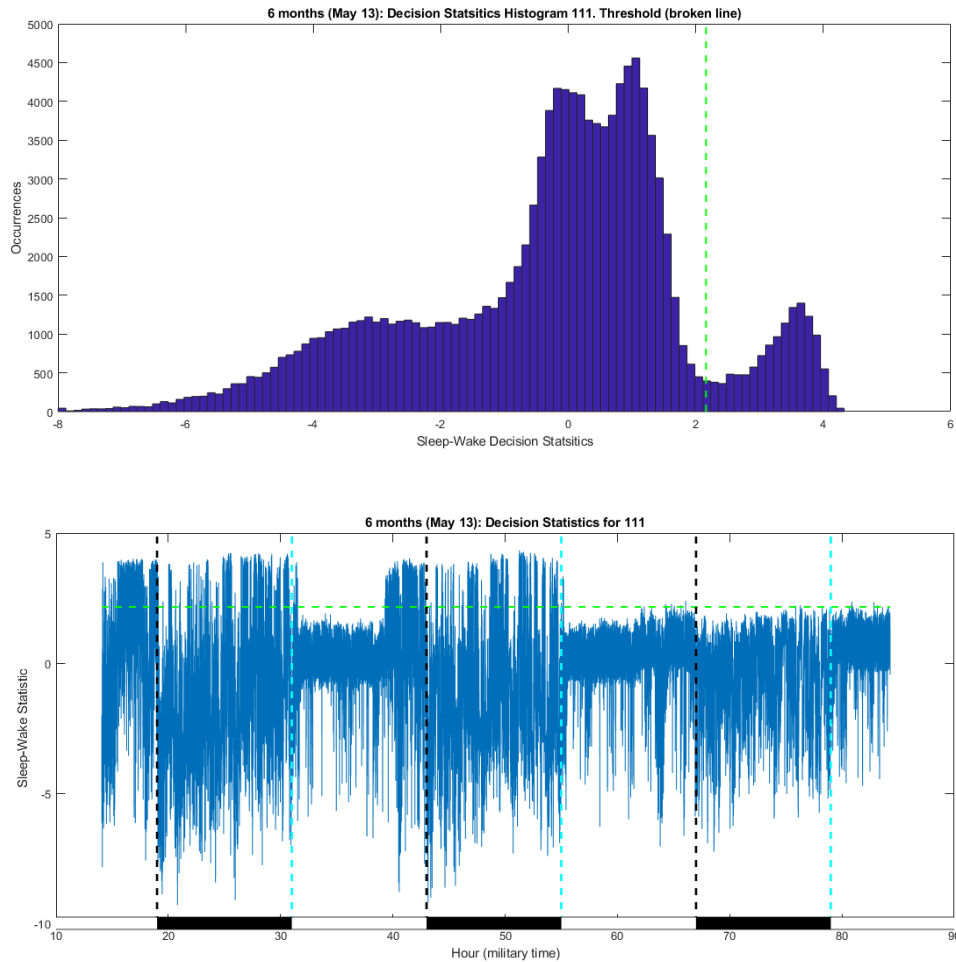 6 months (May 13): Decision Statsitics Histogram 111. Threshold (broken line)
5000
4500
4000
3500
3000
2500
2000
1500
1000
500
0
Occurrences
-8 -6 -4 -2 0 2 4 6
Sleep-Wake Decision Statsitics
6 months (May 13): Decision Statistics for 111
5
0
-5
-10
Sleep-Wake Statistic
10 20 30 40 50 60 70 80 90
Hour (military time)